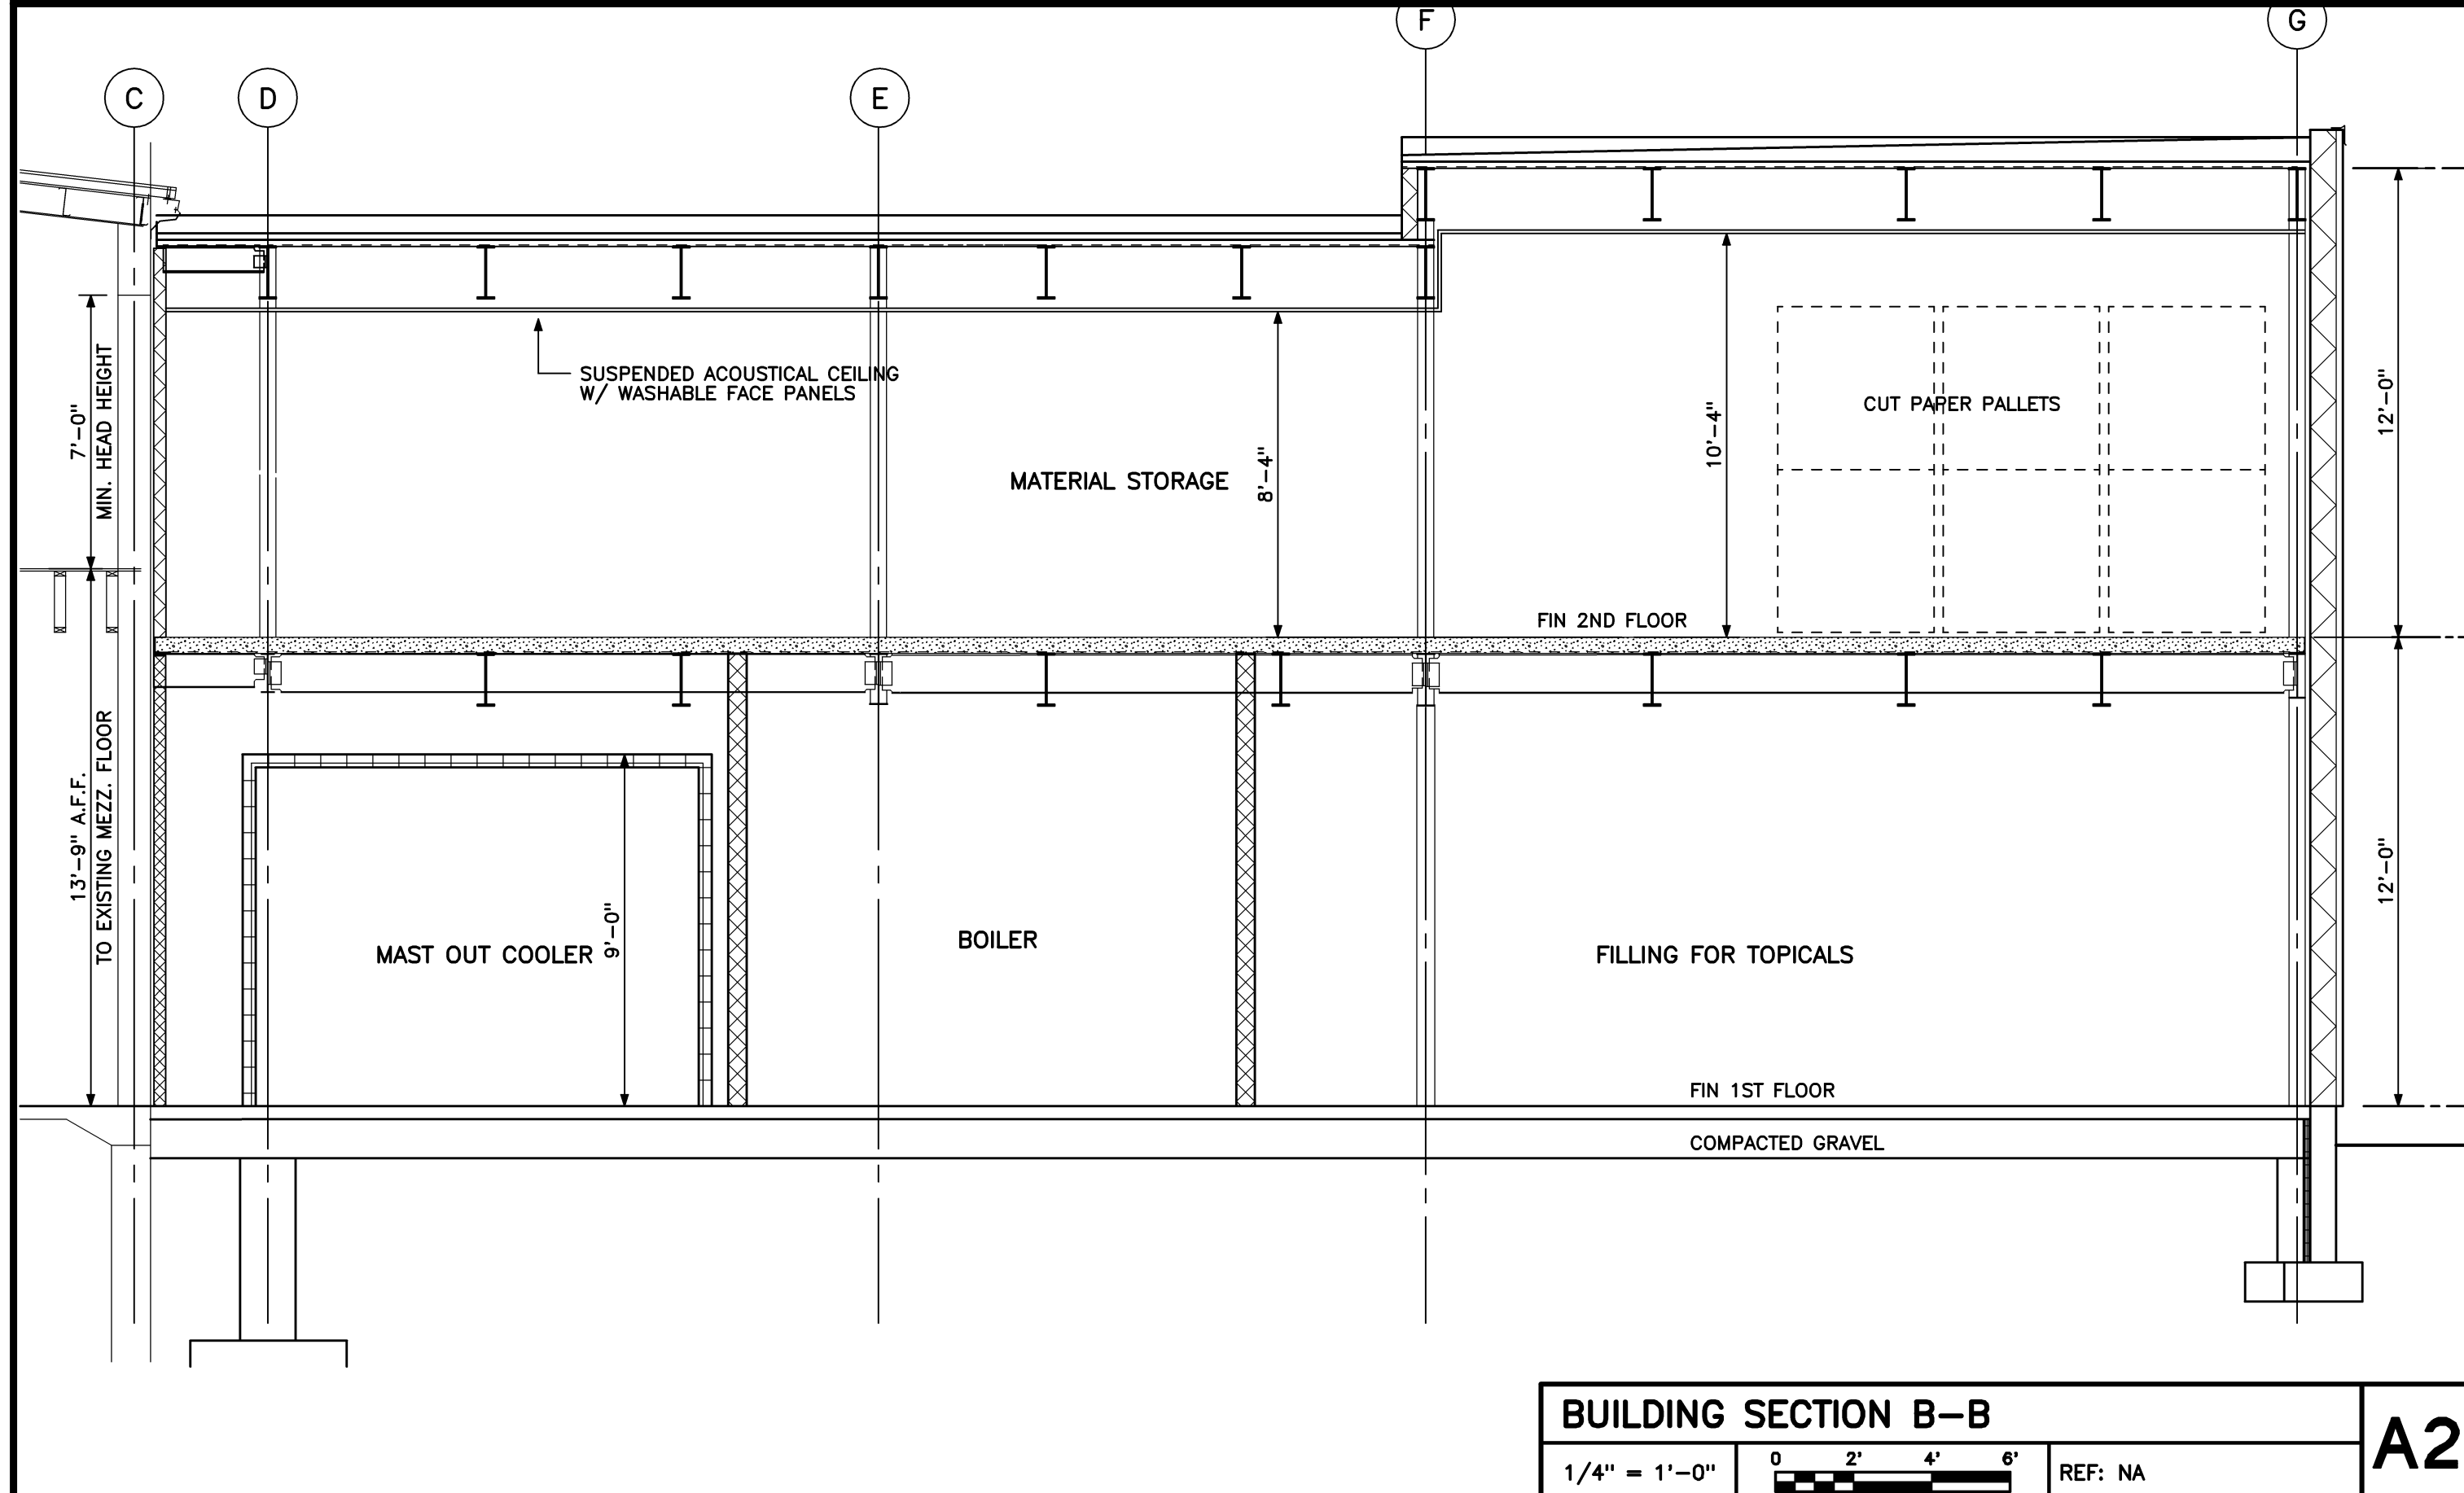 F
G
C
D
E
SUSPENDED ACOUSTICAL CEILING
W/ WASHABLE FACE PANELS
7'-0"
MIN. HEAD HEIGHT
MATERIAL STORAGE
8'-4"
10'-4"
CUT PAPER PALLETS
12'-0"
FIN 2ND FLOOR
13'-9" A.F.F.
TO EXISTING MEZZ. FLOOR
MAST OUT COOLER
9'-0"
BOILER
FILLING FOR TOPICALS
12'-0"
FIN 1ST FLOOR
COMPACTED GRAVEL
BUILDING SECTION B-B
A2
1/4" = 1'-0"
0 2' 4' 6'
REF: NA